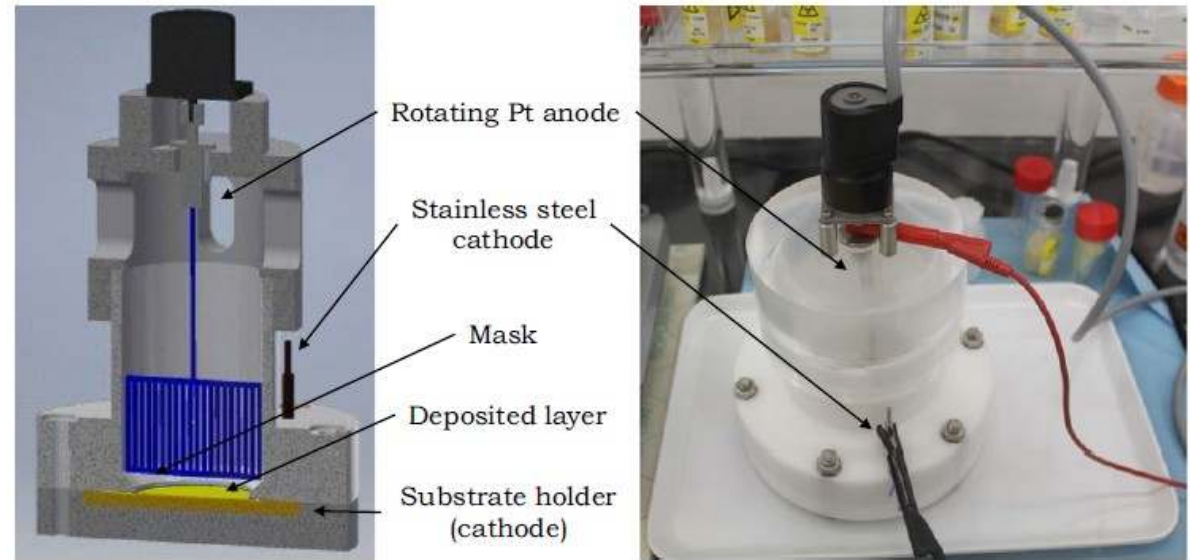 Rotating Pt anode
Stainless steel
cathode
Mask
Deposited layer
Substrate holder
(cathode)